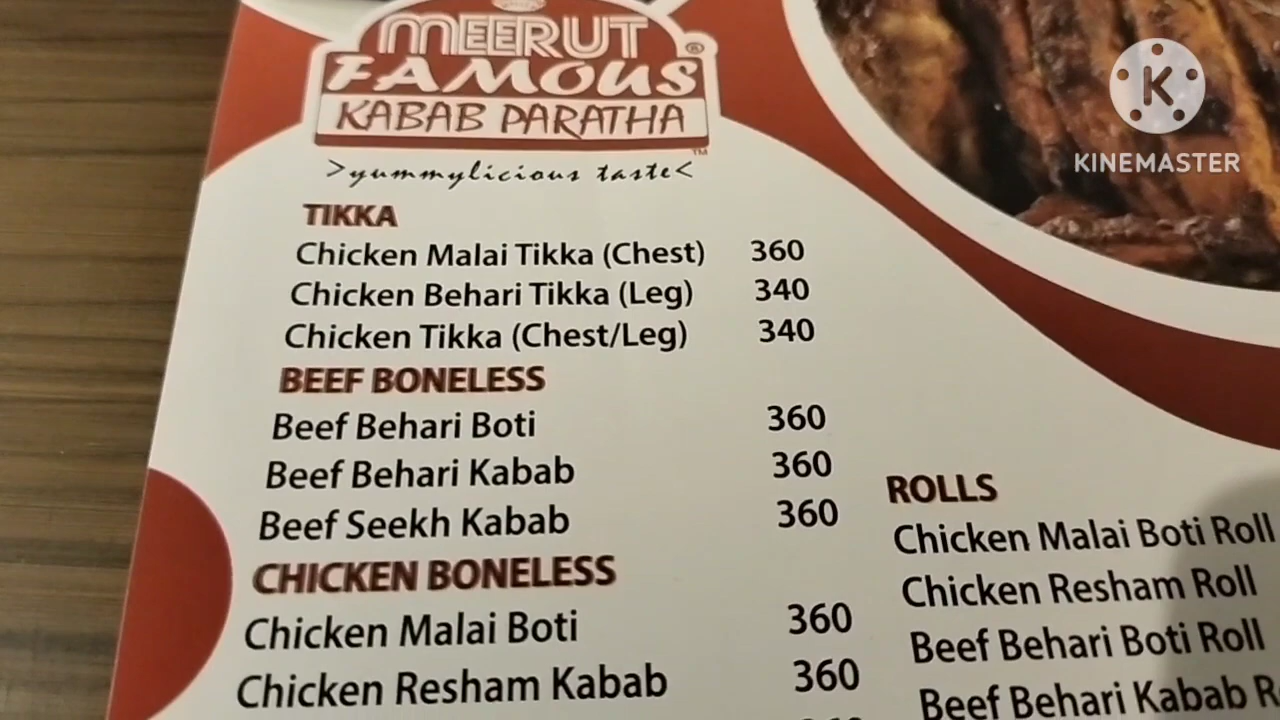 MEERUT
FAMOUS
KABAB PARATHA
>yummylicious taste<
TIKKA
Chicken Malai Tikka (Chest) 360
Chicken Behari Tikka (Leg) 340
Chicken Tikka (Chest/Leg) 340
BEEF BONELESS
Beef Behari Boti 360
Beef Behari Kabab 360
Beef Seekh Kabab 360
CHICKEN BONELESS
Chicken Malai Boti 360
Chicken Resham Kabab 360
ROLLS
Chicken Malai Boti Roll
Chicken Resham Roll
Beef Behari Boti Roll
Beef Behari Kabab
K
KINEMASTER